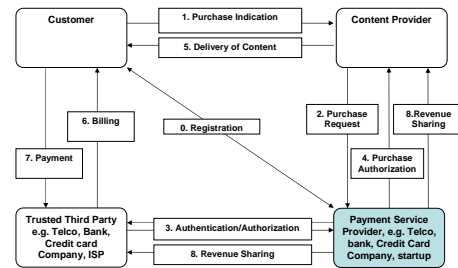 Customer
1. Purchase Indication
Content Provider
5. Delivery of Content
6. Billing
0. Registration
2. Purchase
Request
8.Revenue
Sharing
7. Payment
4. Purchase
Authorization
Trusted Third Party
e.g. Telco, Bank,
Credit card
Company, ISP
3. Authentication/Authorization
8. Revenue Sharing
Payment Service
Provider, e.g. Telco,
bank, Credit Card
Company, startup